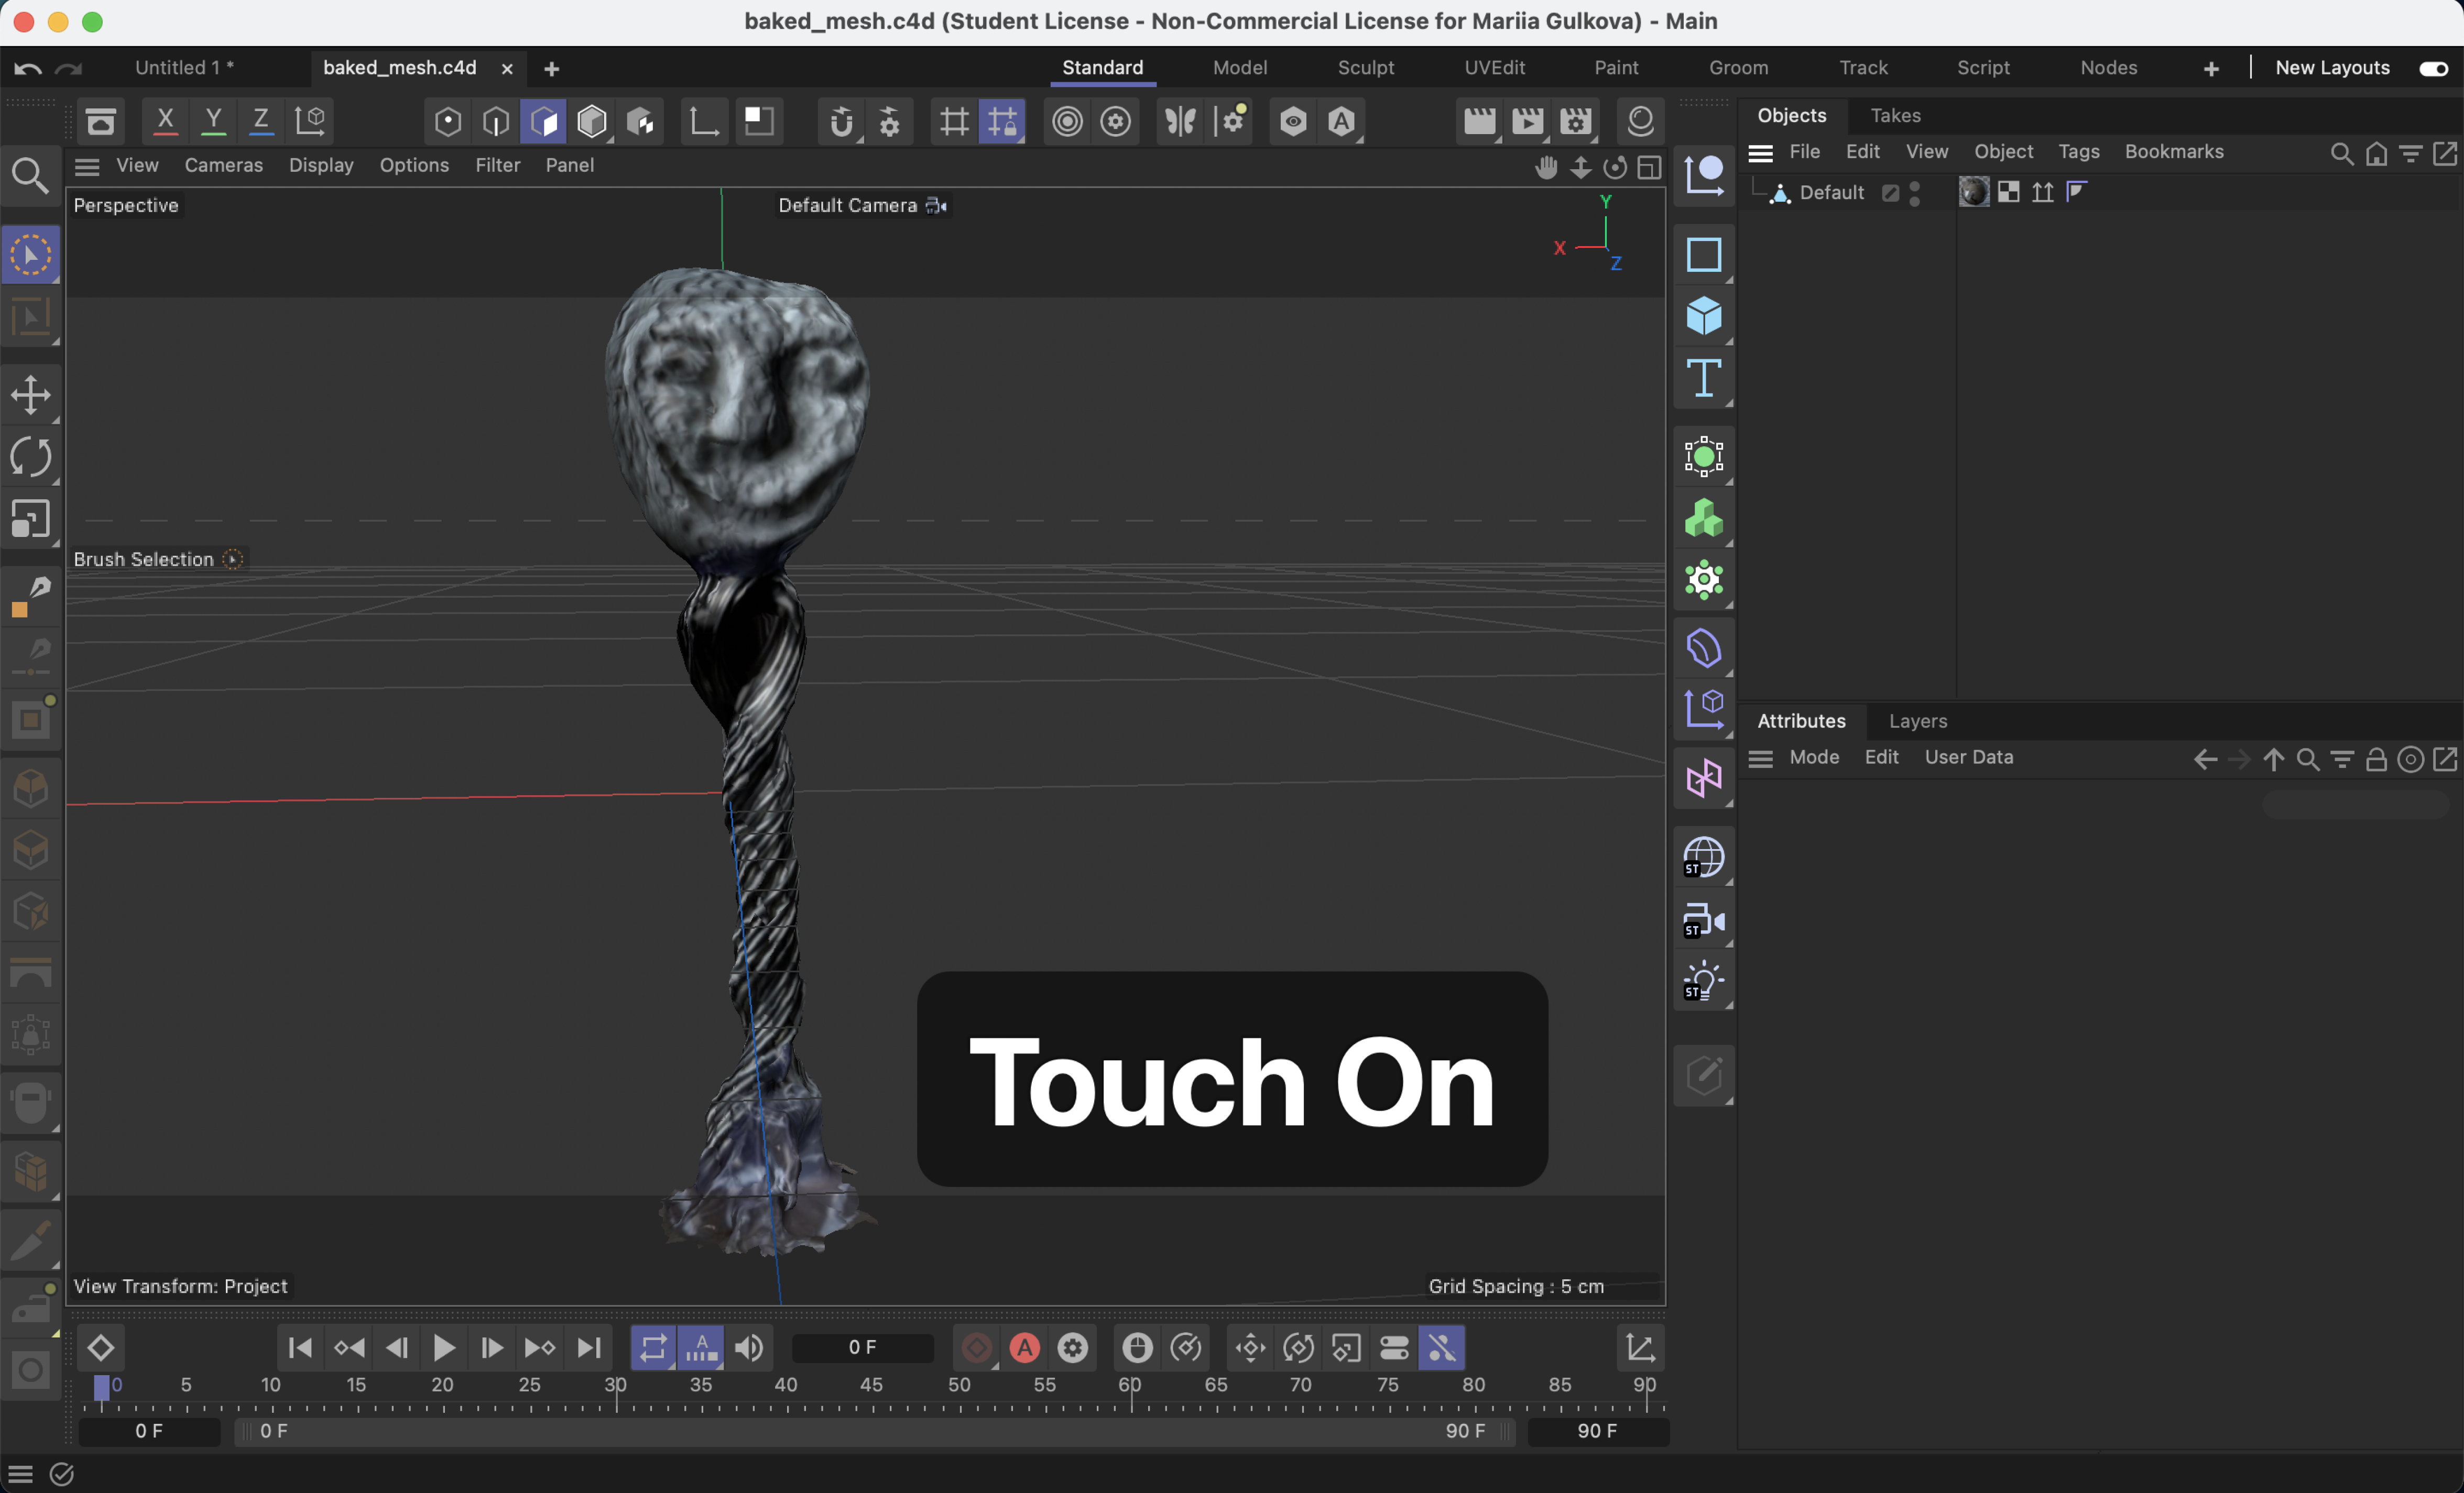 baked_mesh.c4d (Student License - Non-Commercial License for Mariia Gulkova) - Main
Untitled 1 *
baked_mesh.c4d
Standard
Model
Sculpt
UVEdit
Paint
Groom
Track
Script
Nodes
New Layouts
X
Y
Z
A
Objects
Takes
View
Cameras
Display
Options
Filter
Panel
File
Edit
View
Object
Tags
Bookmarks
Default
Perspective
Default Camera
Y
X
Z
T
Brush Selection
Attributes
Layers
Mode
Edit
User Data
ST
ST
ST
Touch On
View Transform: Project
Grid Spacing : 5 cm
A
0 F
A
0
5
10
15
20
25
30
35
40
45
50
55
60
65
70
75
80
85
90
0 F
0 F
90 F
90 F